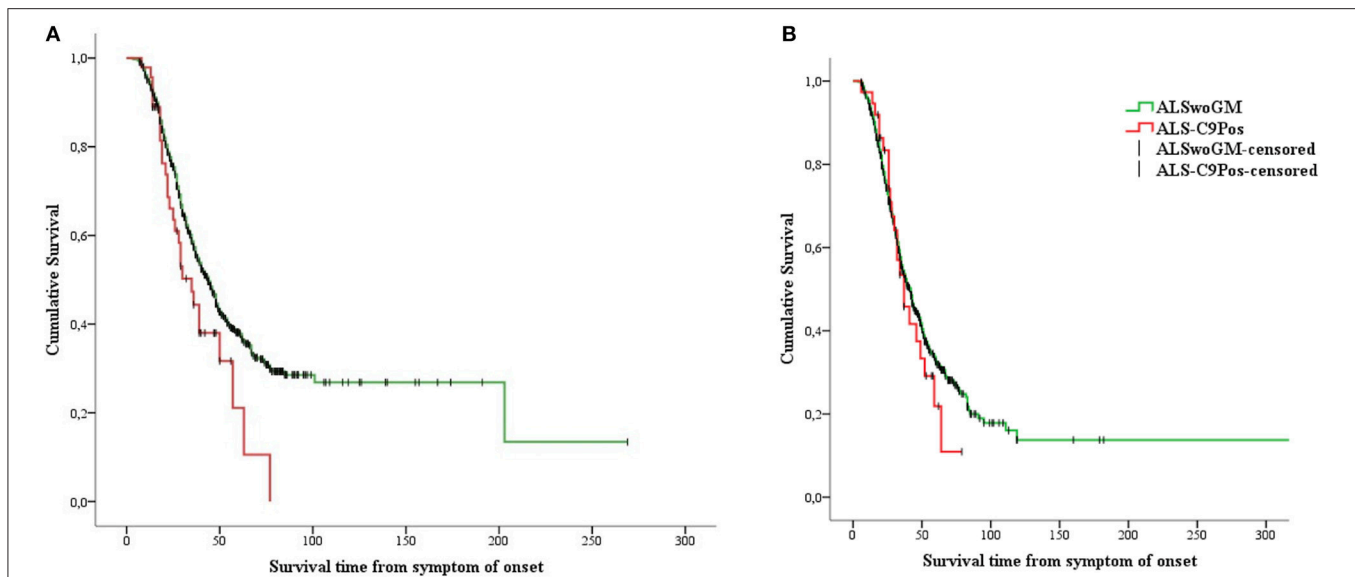 A
1,0
0,8
0,6
0,4
0,2
0,0
Cumulative Survival
0 50 100 150 200 250 300
Survival time from symptom of onset
B
1,0
0,8
0,6
0,4
0,2
0,0
Cumulative Survival
0 50 100 150 200 250 300
Survival time from symptom of onset
ALSwoGM
ALS-C9Pos
ALSwoGM-censored
ALS-C9Pos-censored